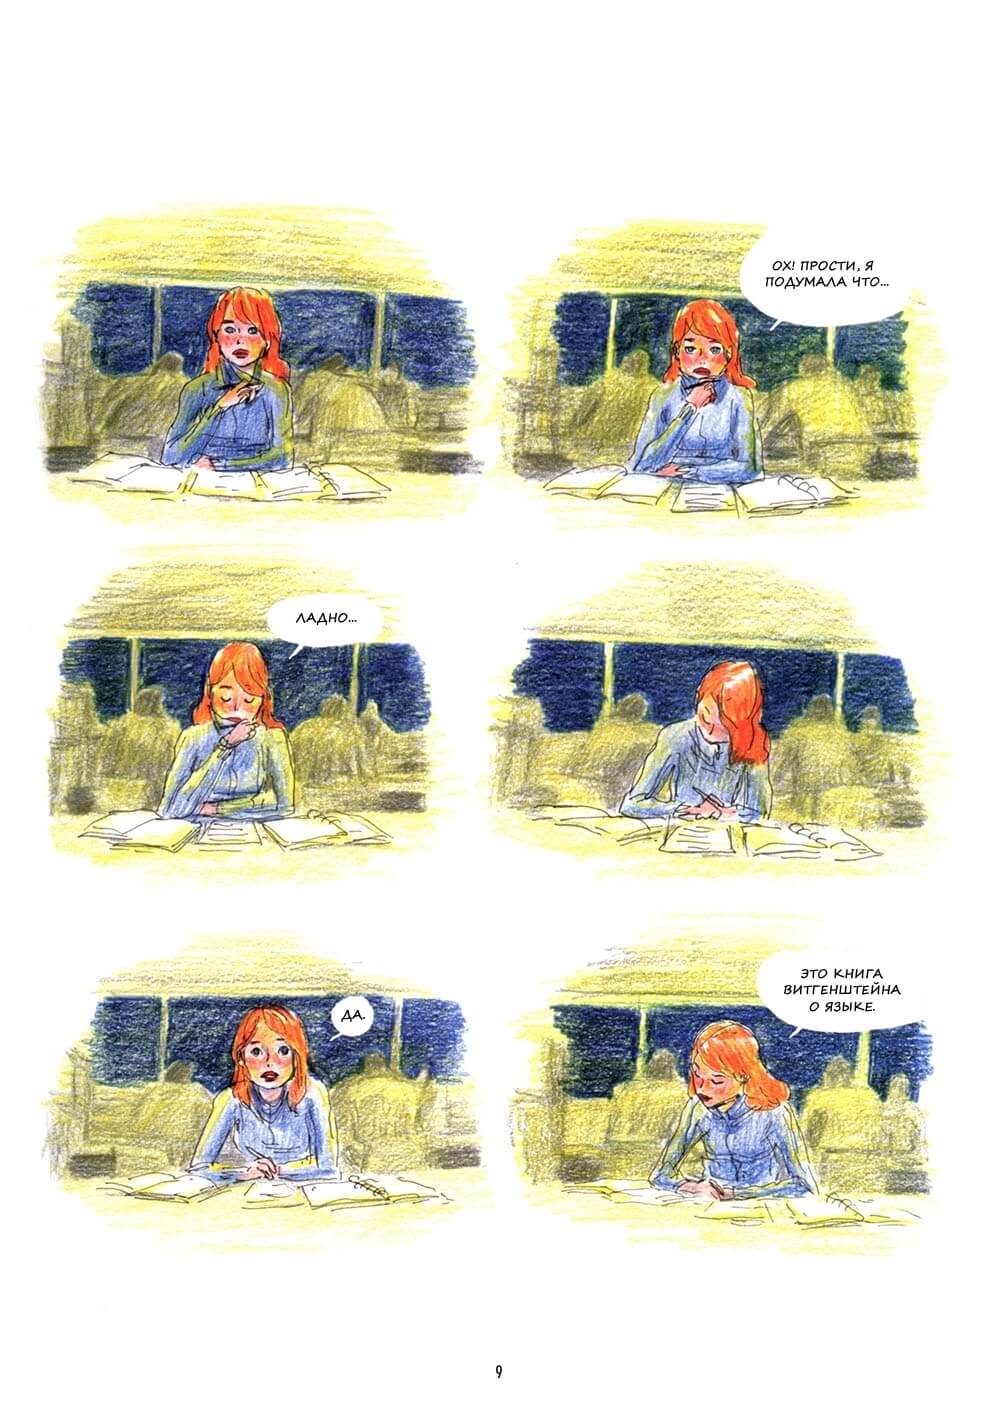 ОХ! ПРОСТИ, Я
ПОДУМАЛА ЧТО...
ЛАДНО...
ДА.
ЭТО КНИГА
ВИТГЕНШТЕЙНА
О ЯЗЫКЕ.
9